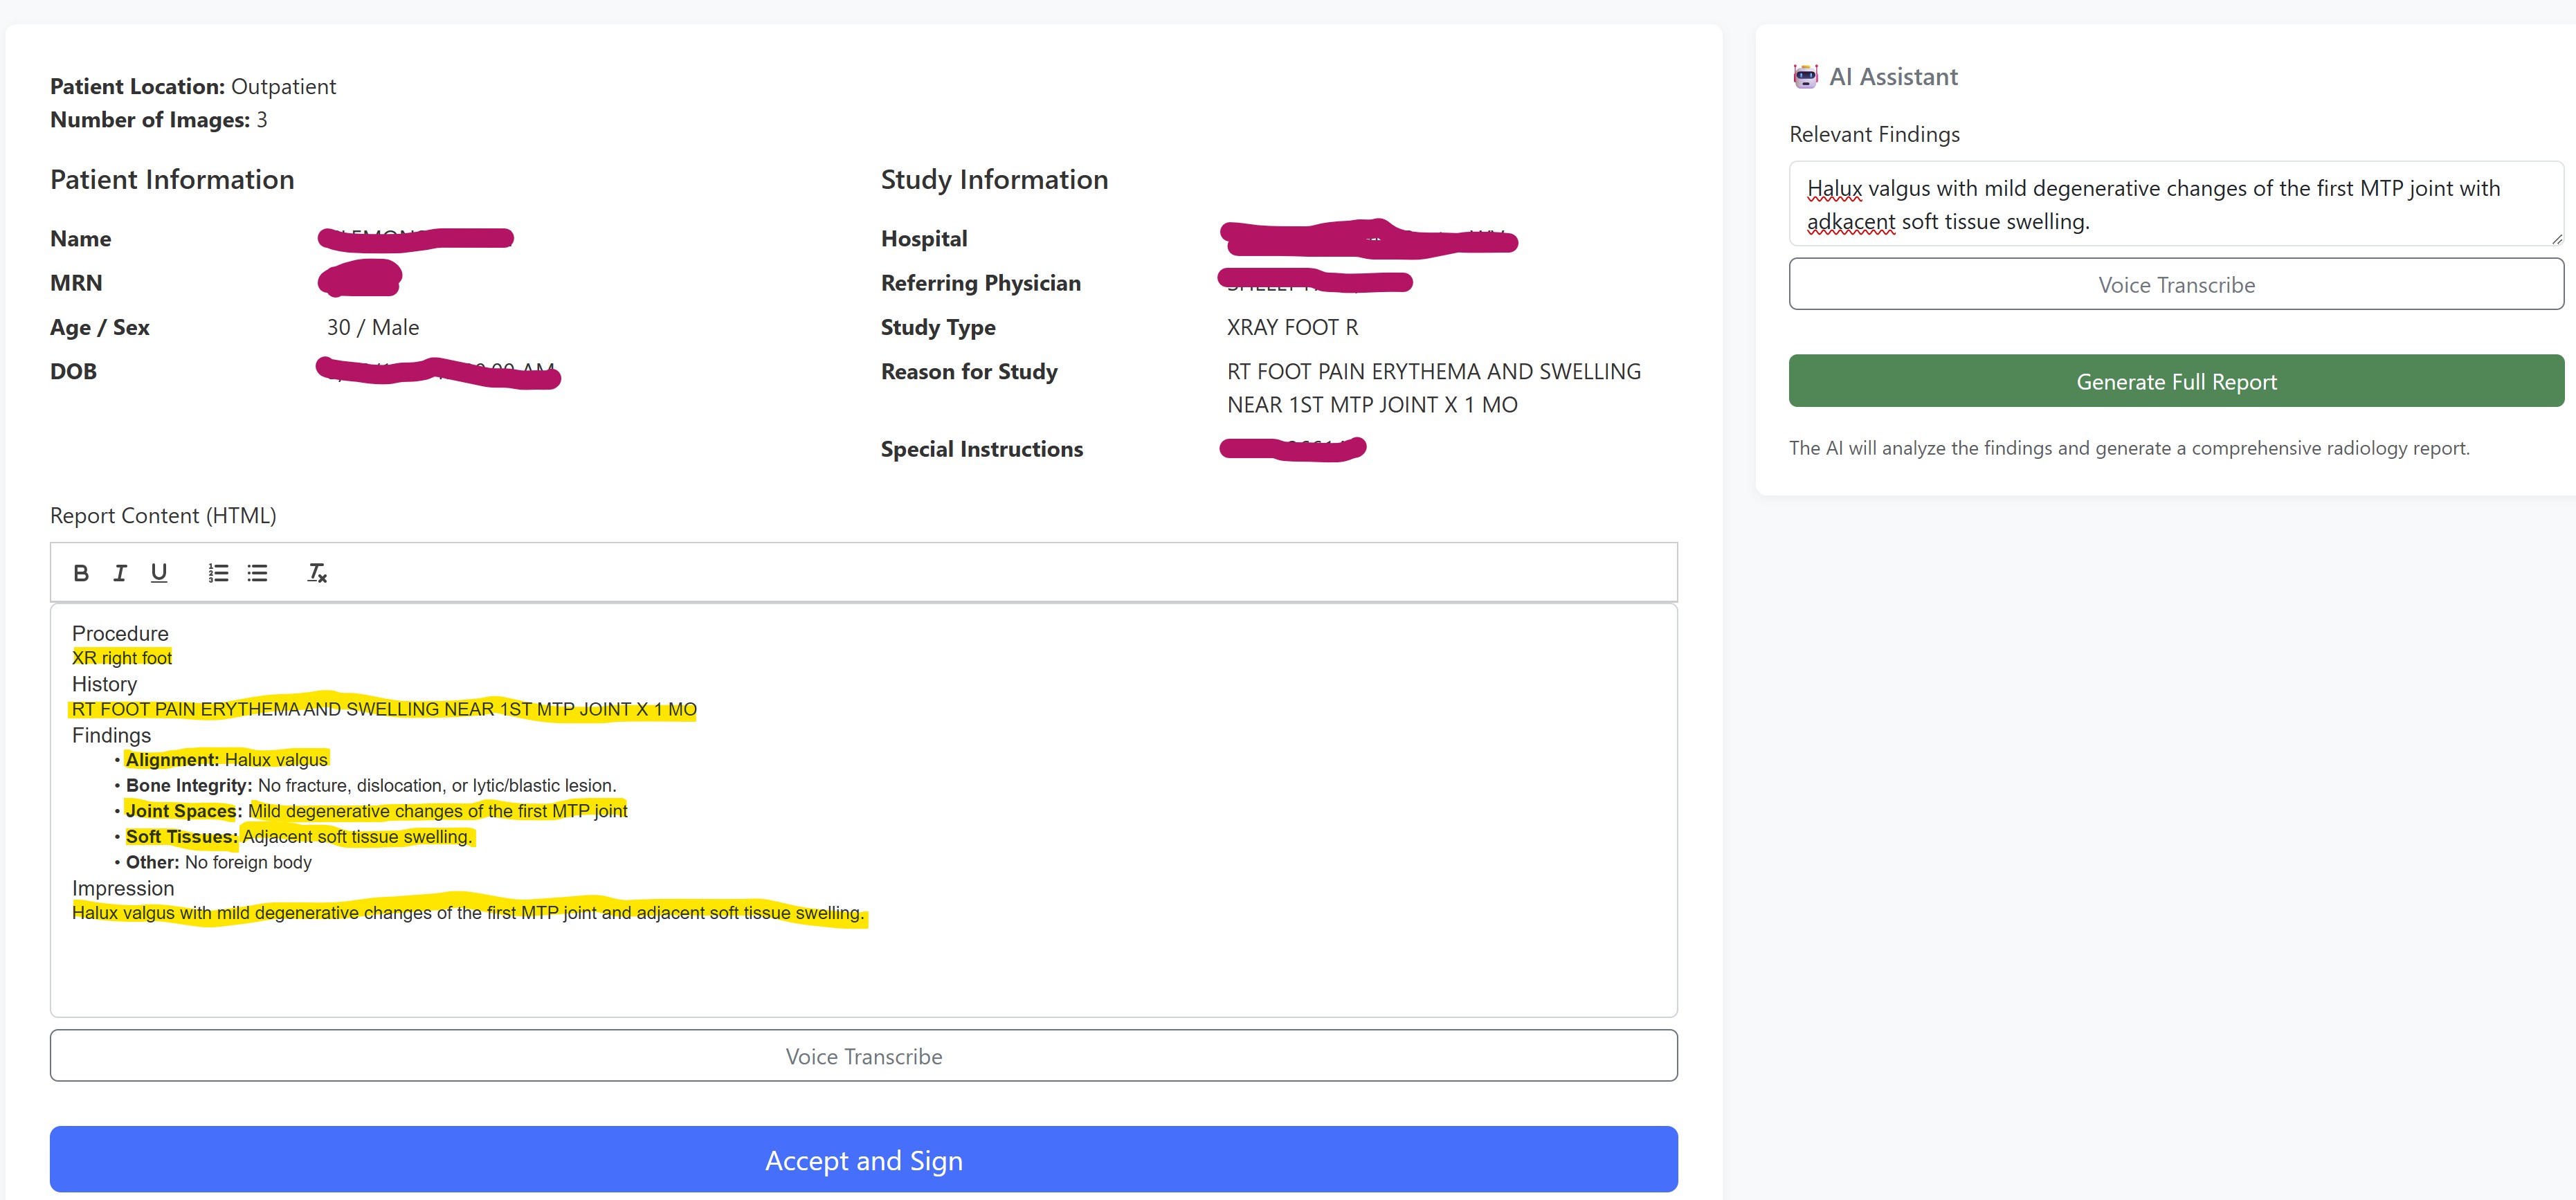 Patient Location: Outpatient
Number of Images: 3
Patient Information
Name
MRN
Age / Sex 30 / Male
DOB
Study Information
Hospital
Referring Physician
Study Type XRAY FOOT R
Reason for Study RT FOOT PAIN ERYTHEMA AND SWELLING
NEAR 1ST MTP JOINT X 1 MO
Special Instructions
Report Content (HTML)
Procedure
XR right foot
History
RT FOOT PAIN ERYTHEMA AND SWELLING NEAR 1ST MTP JOINT X 1 MO
Findings
• Alignment: Halux valgus
• Bone Integrity: No fracture, dislocation, or lytic/blastic lesion.
• Joint Spaces: Mild degenerative changes of the first MTP joint
• Soft Tissues: Adjacent soft tissue swelling.
• Other: No foreign body
Impression
Halux valgus with mild degenerative changes of the first MTP joint and adjacent soft tissue swelling.
Voice Transcribe
Accept and Sign
AI Assistant
Relevant Findings
Halux valgus with mild degenerative changes of the first MTP joint with
adkacent soft tissue swelling.
Voice Transcribe
Generate Full Report
The AI will analyze the findings and generate a comprehensive radiology report.